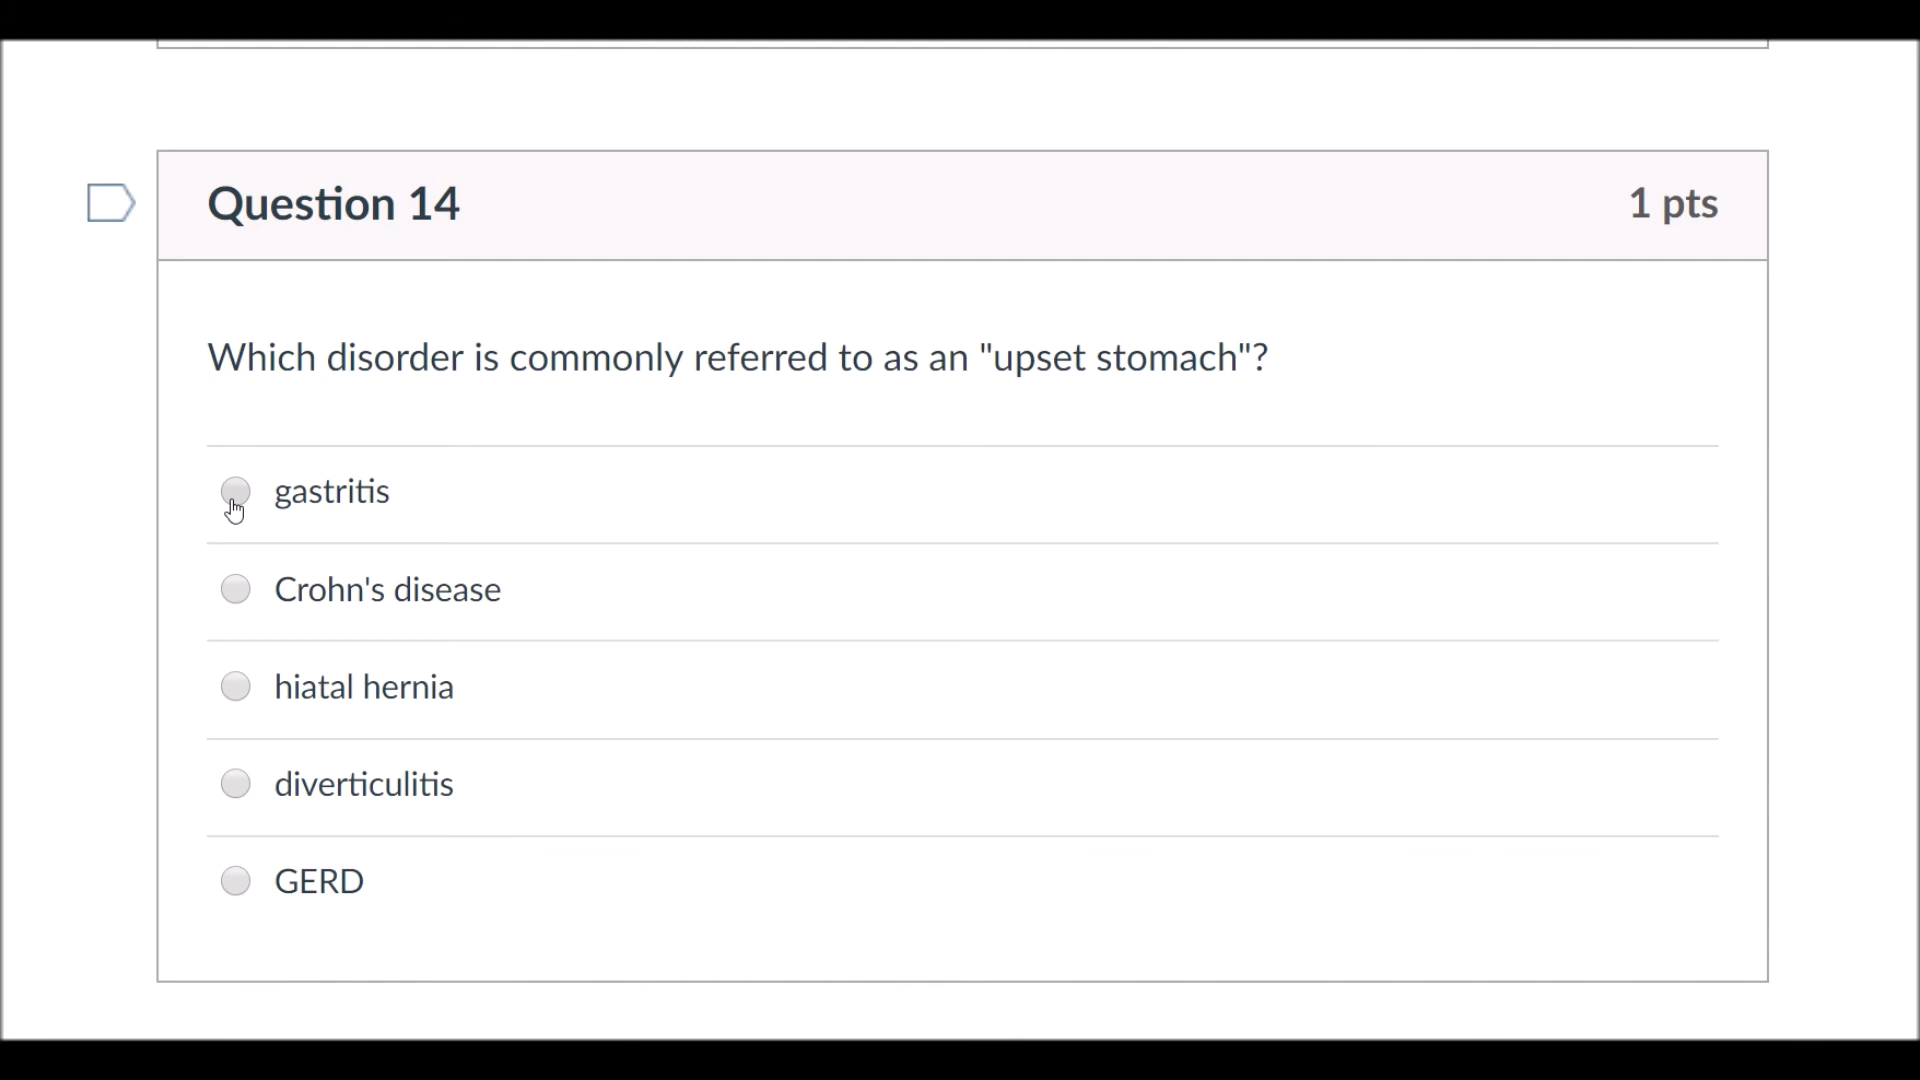 Question 14
1 pts
Which disorder is commonly referred to as an "upset stomach"?
gastritis
Crohn's disease
hiatal hernia
diverticulitis
GERD